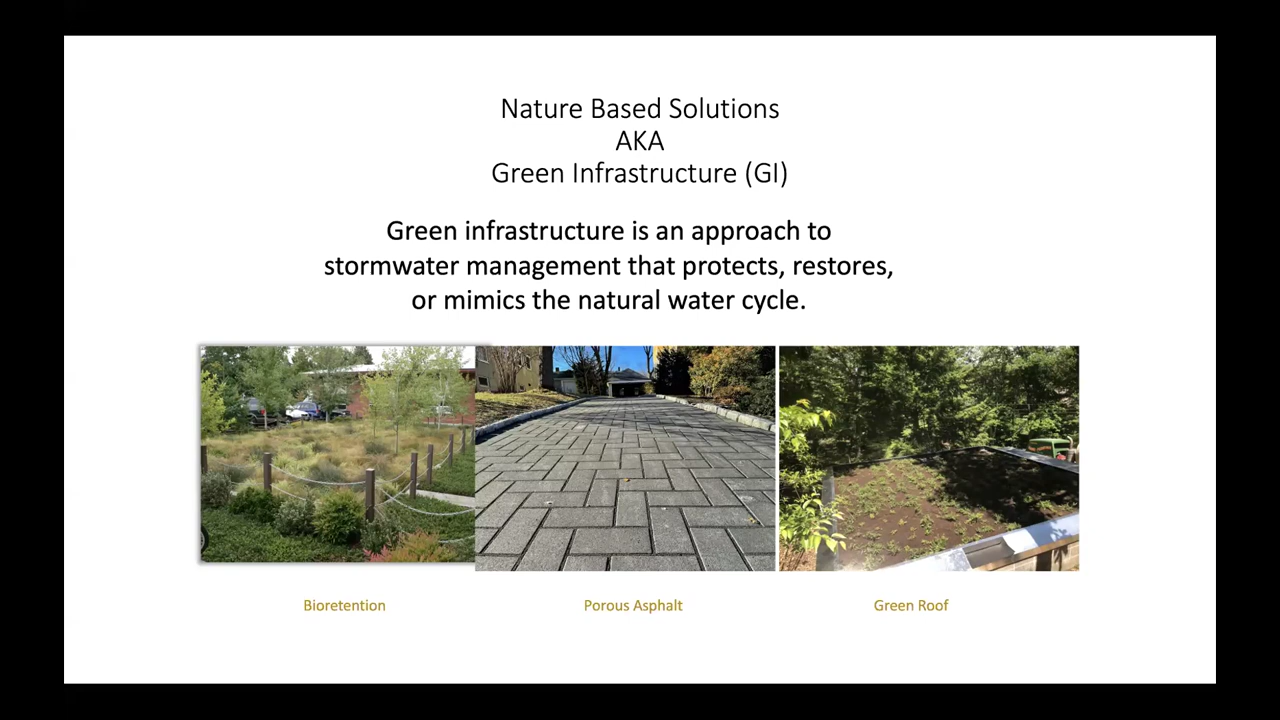 Nature Based Solutions
AKA
Green Infrastructure (GI)
Green infrastructure is an approach to
stormwater management that protects, restores,
or mimics the natural water cycle.
Bioretention
Porous Asphalt
Green Roof